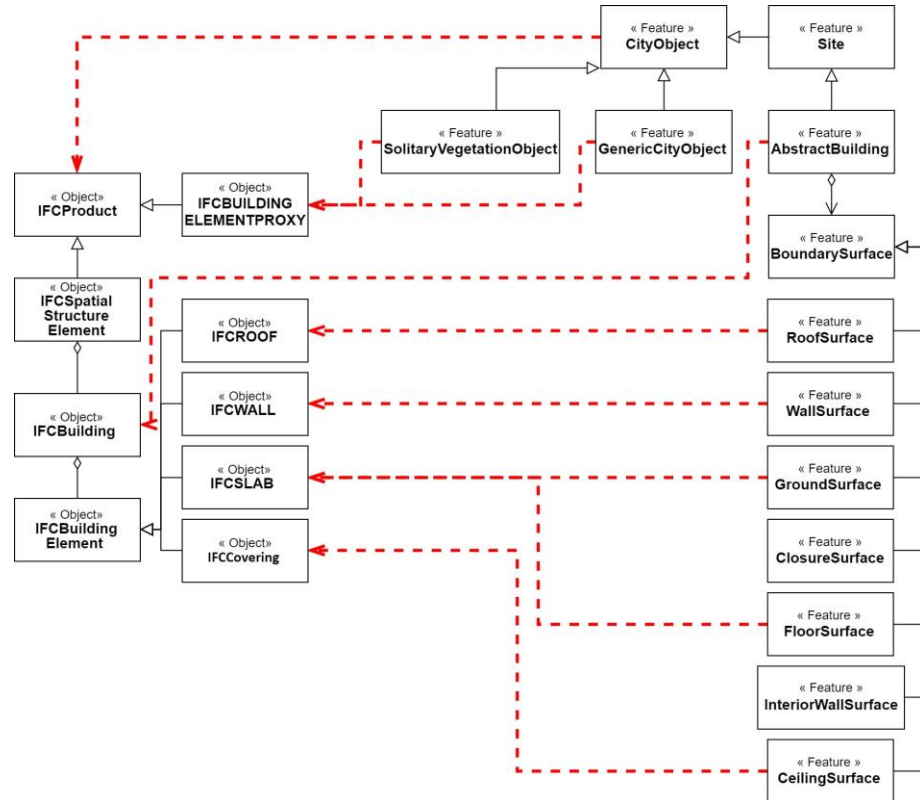 « Feature »
CityObject
« Feature »
Site
« Feature »
SolitaryVegetationObject
« Feature »
GenericCityObject
« Feature »
AbstractBuilding
« Object»
IFCProduct
« Object»
IFCBUILDING
ELEMENTPROXY
« Feature »
BoundarySurface
« Object»
IFCSpatial
Structure
Element
« Object»
IFCROOF
« Feature »
RoofSurface
« Object»
IFCBuilding
« Object»
IFCWALL
« Feature »
WallSurface
« Object»
IFCSLAB
« Feature »
GroundSurface
« Object»
IFCBuilding
Element
« Object»
IFCCovering
« Feature »
ClosureSurface
« Feature »
FloorSurface
« Feature »
InteriorWallSurface
« Feature »
CeilingSurface